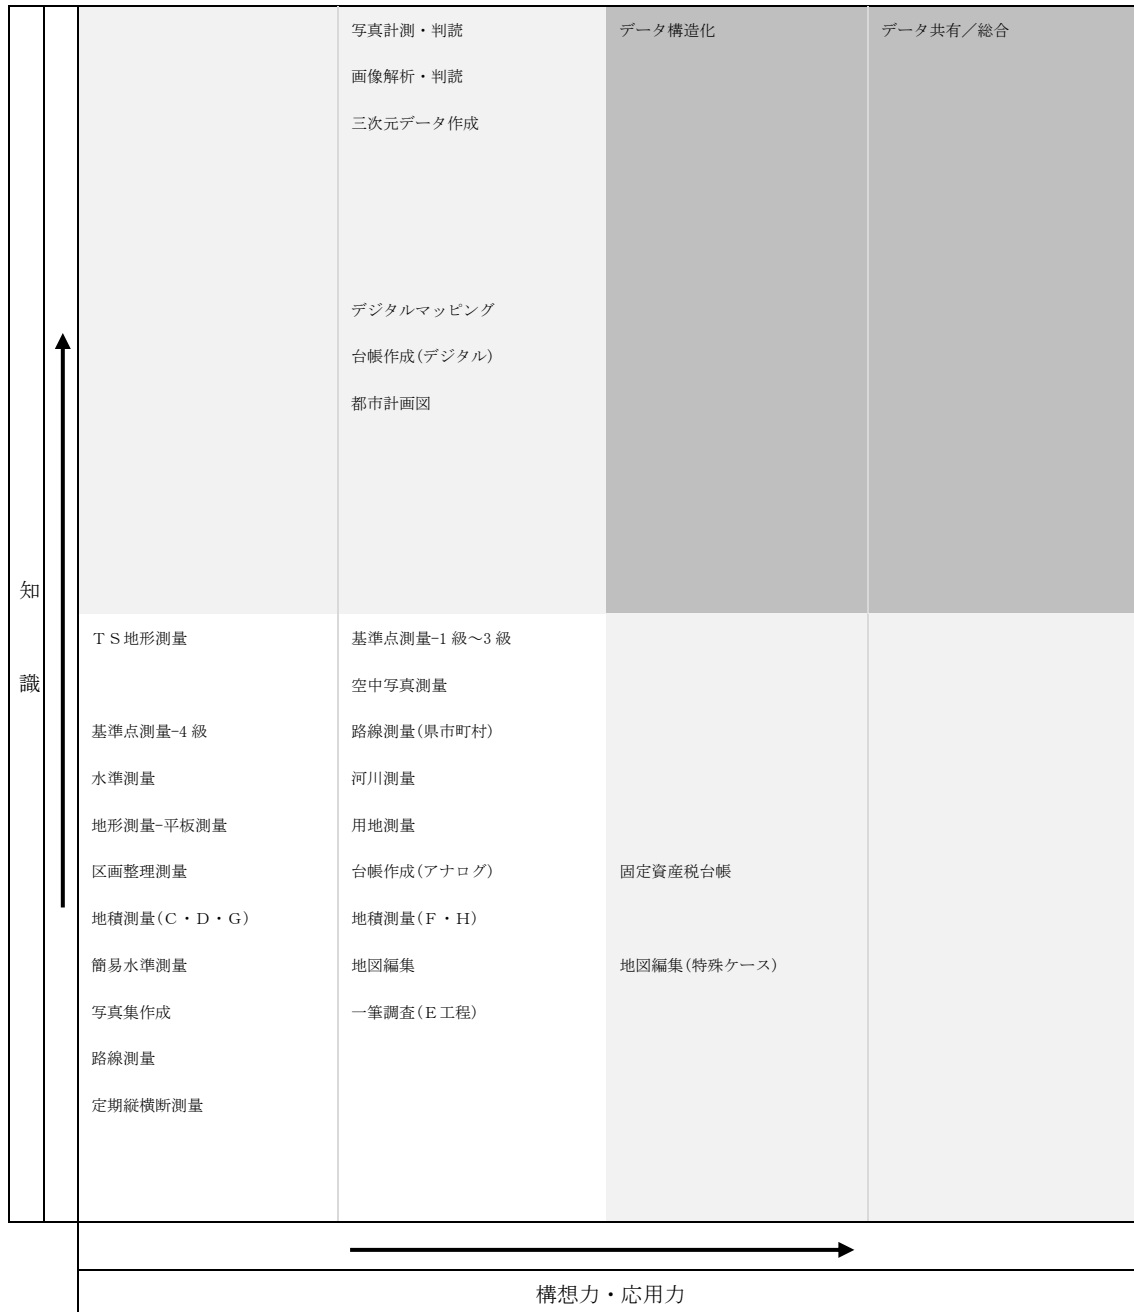 写真計測・判読
データ構造化
データ共有／総合
画像解析・判読
三次元データ作成
デジタルマッピング
台帳作成(デジタル)
都市計画図
知
識
ＴＳ地形測量
基準点測量-1 級～3 級
空中写真測量
基準点測量-4 級
路線測量(県市町村)
水準測量
河川測量
地形測量-平板測量
用地測量
区画整理測量
台帳作成(アナログ)
固定資産税台帳
地積測量(Ｃ・Ｄ・Ｇ)
地積測量(Ｆ・Ｈ)
簡易水準測量
地図編集
地図編集(特殊ケース)
写真集作成
一筆調査(Ｅ工程)
路線測量
定期縦横断測量
構想力・応用力